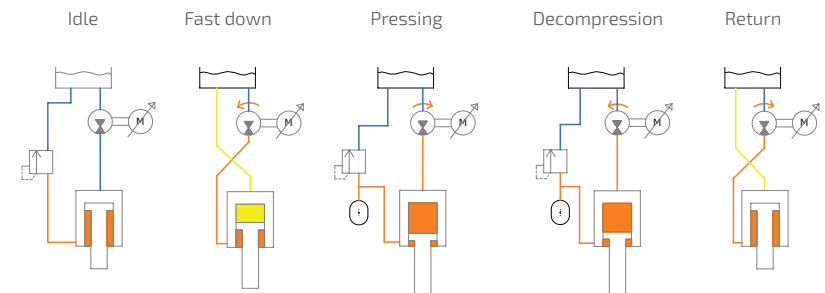 Idle
Fast down
Pressing
Decompression
Return
M
M
M
M
M